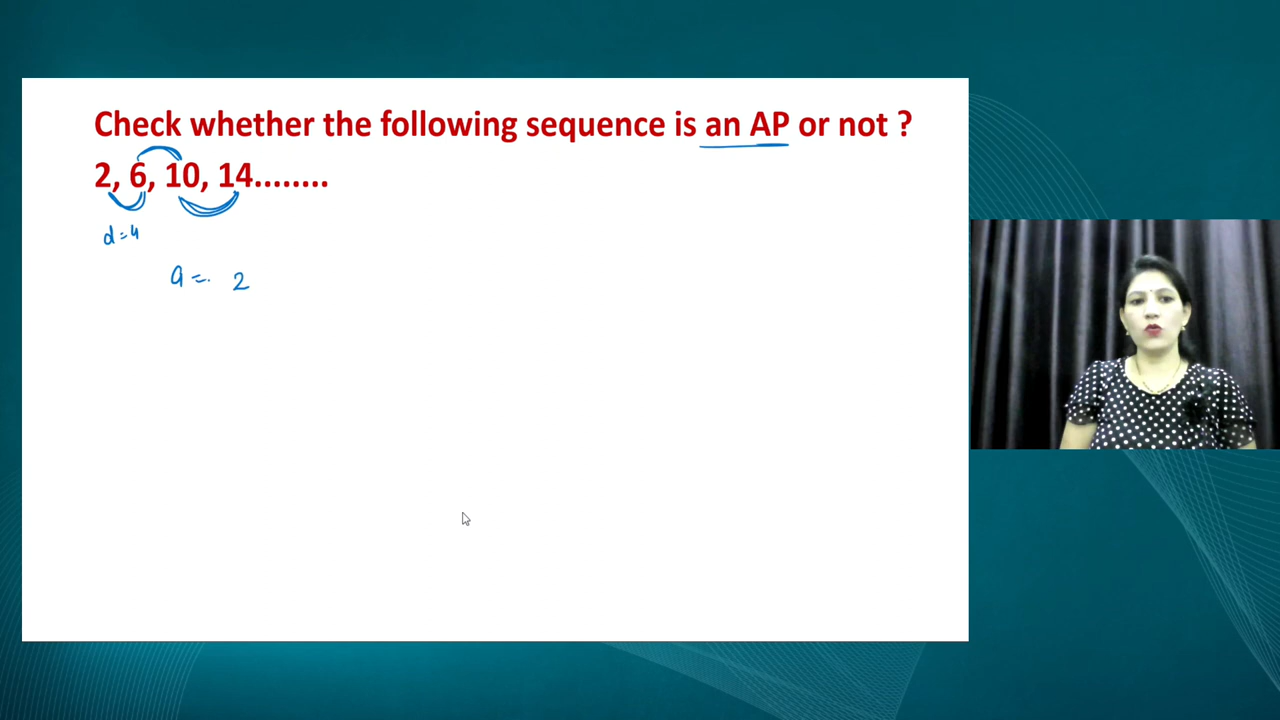 Check whether the following sequence is an AP or not ?
2, 6, 10, 14........
d=4
a= 2